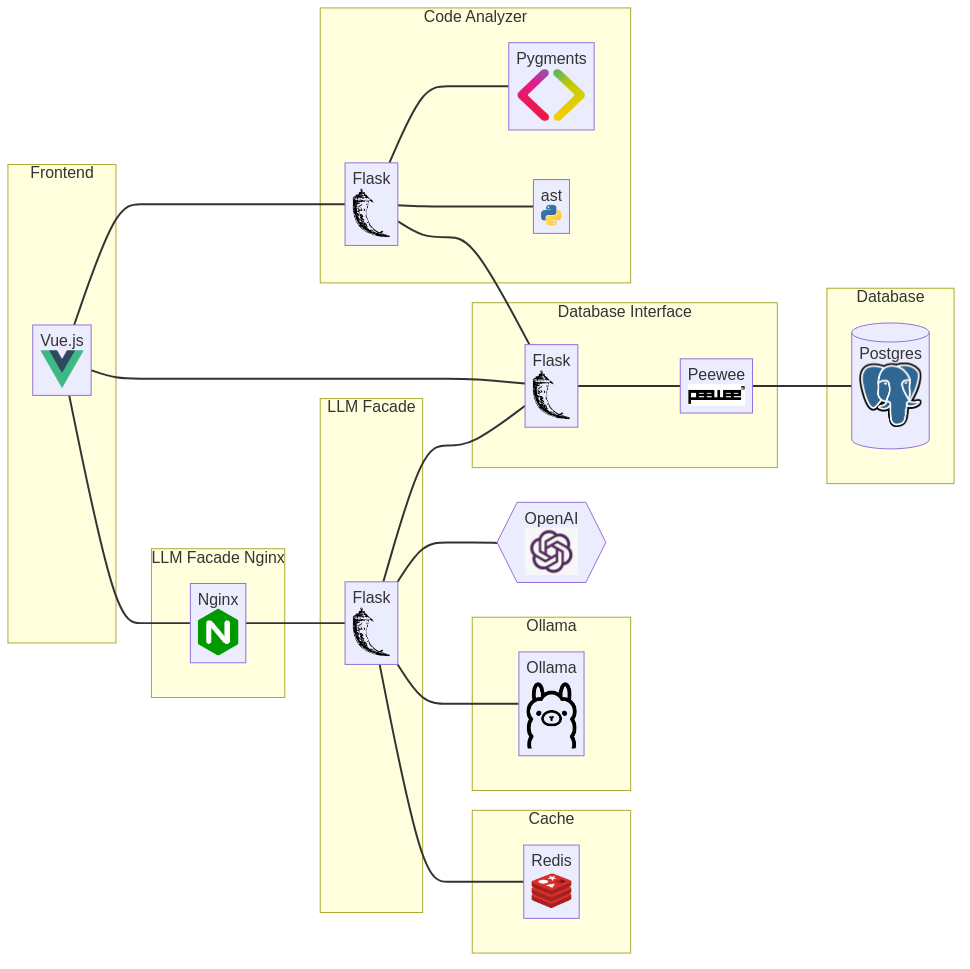 Code Analyzer
Pygments
Flask
ast
Frontend
Vue.js
Database Interface
Flask
Peewee
peewee
Database
Postgres
LLM Facade
Flask
LLM Facade Nginx
Nginx
N
OpenAI
Ollama
Ollama
Cache
Redis